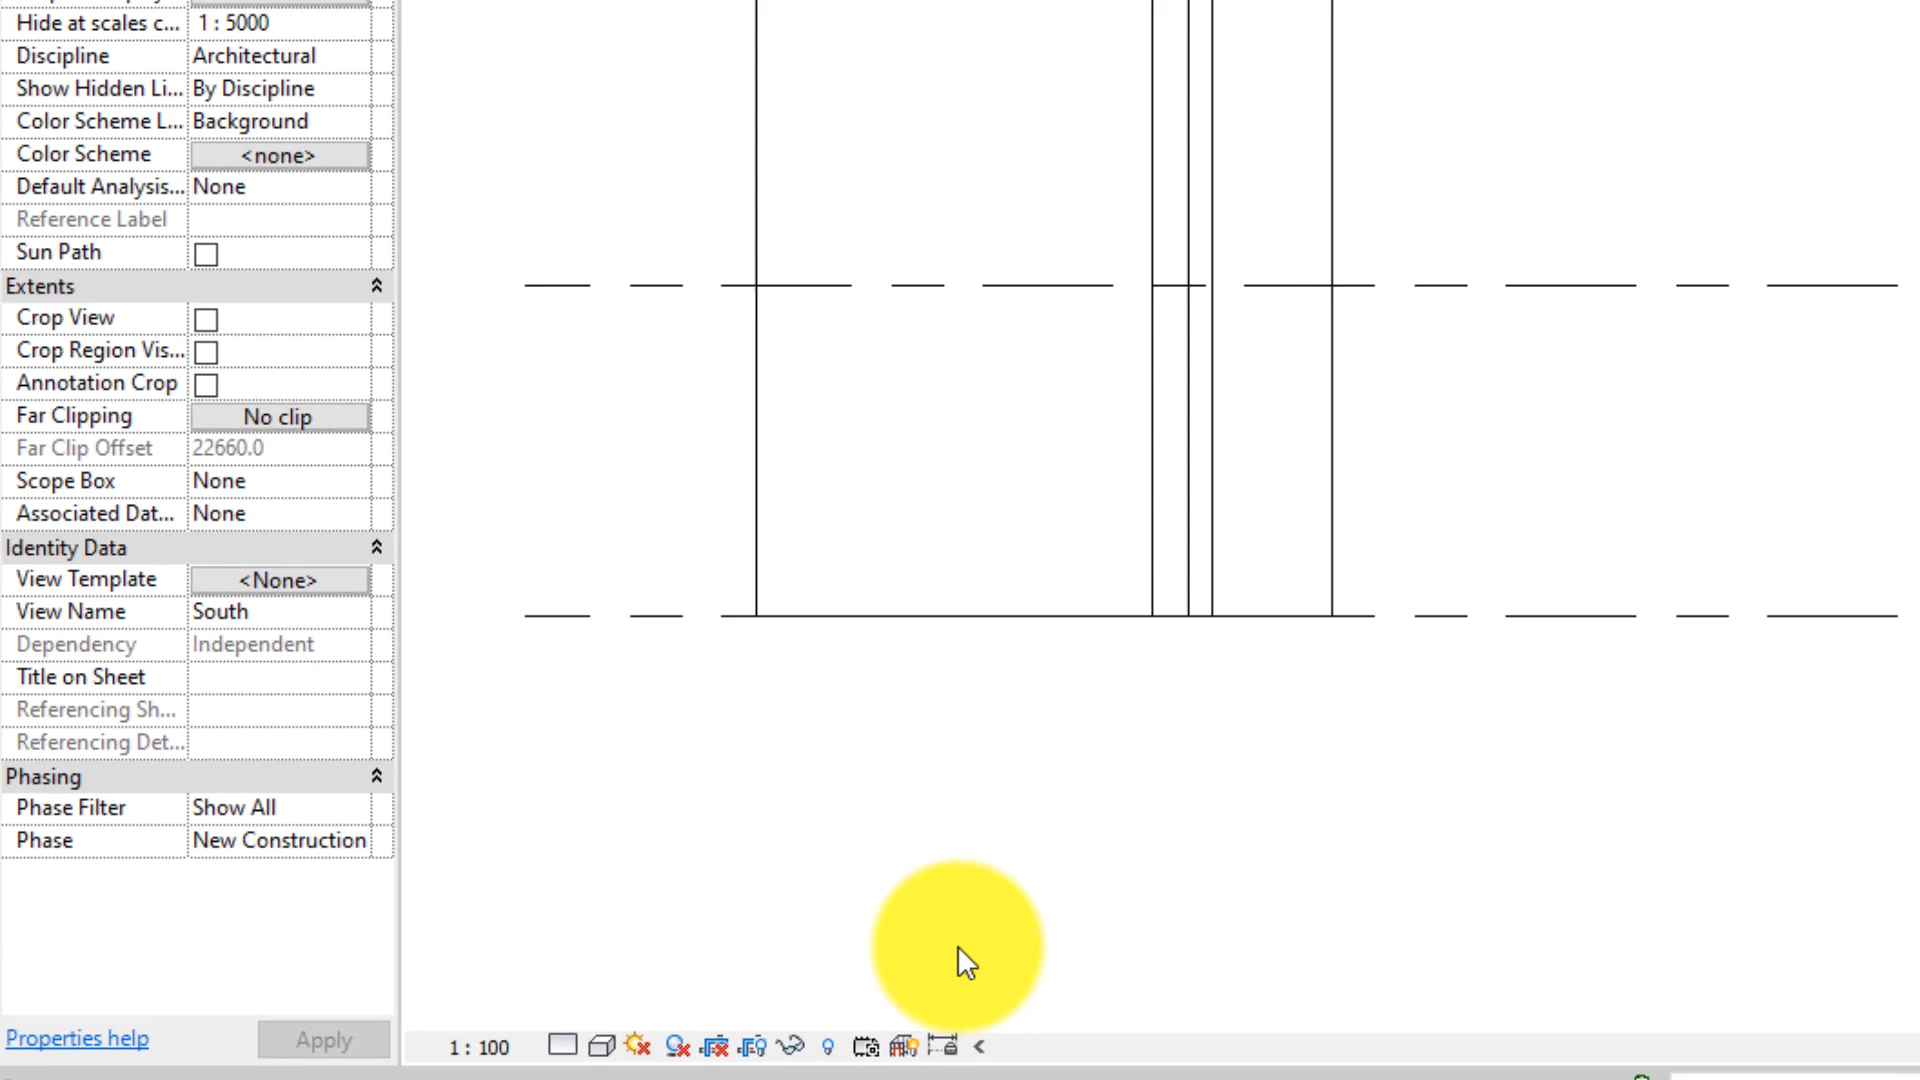 Hide at scales c... 1 : 5000
Discipline Architectural
Show Hidden Li... By Discipline
Color Scheme L... Background
Color Scheme <none>
Default Analysis... None
Reference Label
Sun Path
Extents
Crop View
Crop Region Vis...
Annotation Crop
Far Clipping No clip
Far Clip Offset 22660.0
Scope Box None
Associated Dat... None
Identity Data
View Template <None>
View Name South
Dependency Independent
Title on Sheet
Referencing Sh...
Referencing Det...
Phasing
Phase Filter Show All
Phase New Construction
Properties help Apply
1 : 100